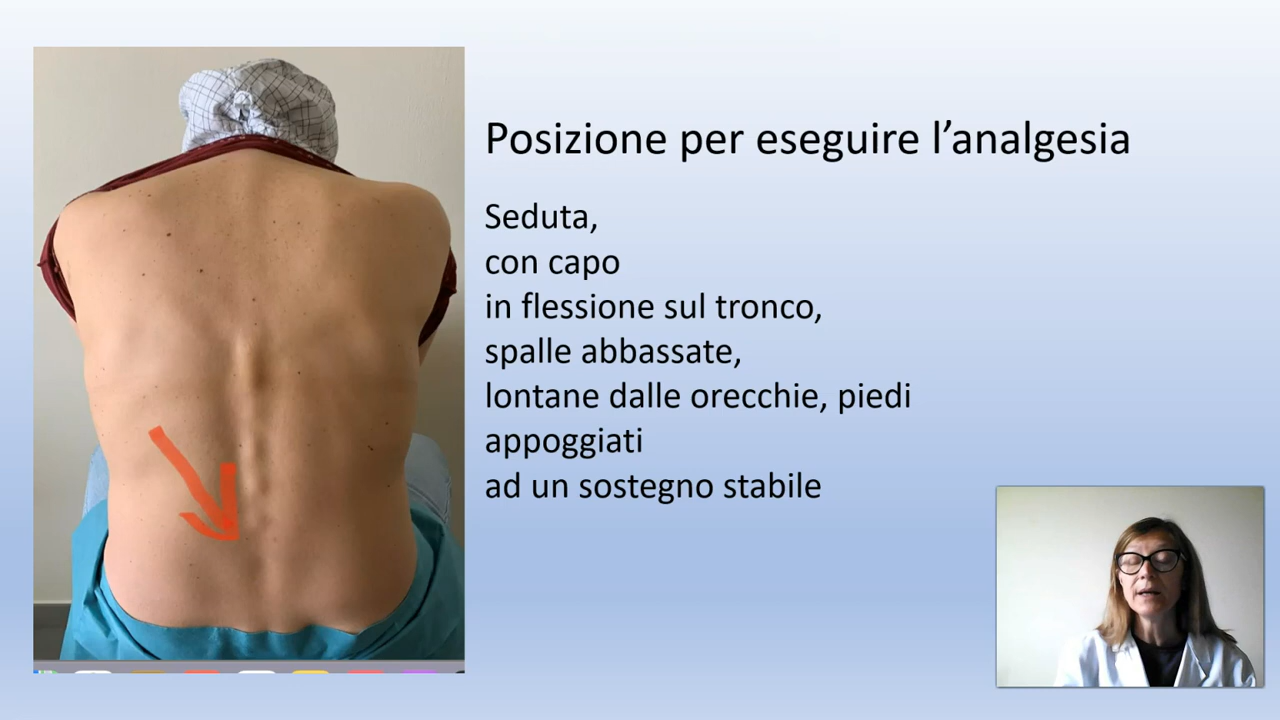 Posizione per eseguire l’analgesia
Seduta,
con capo
in flessione sul tronco,
spalle abbassate,
lontane dalle orecchie, piedi
appoggiati
ad un sostegno stabile